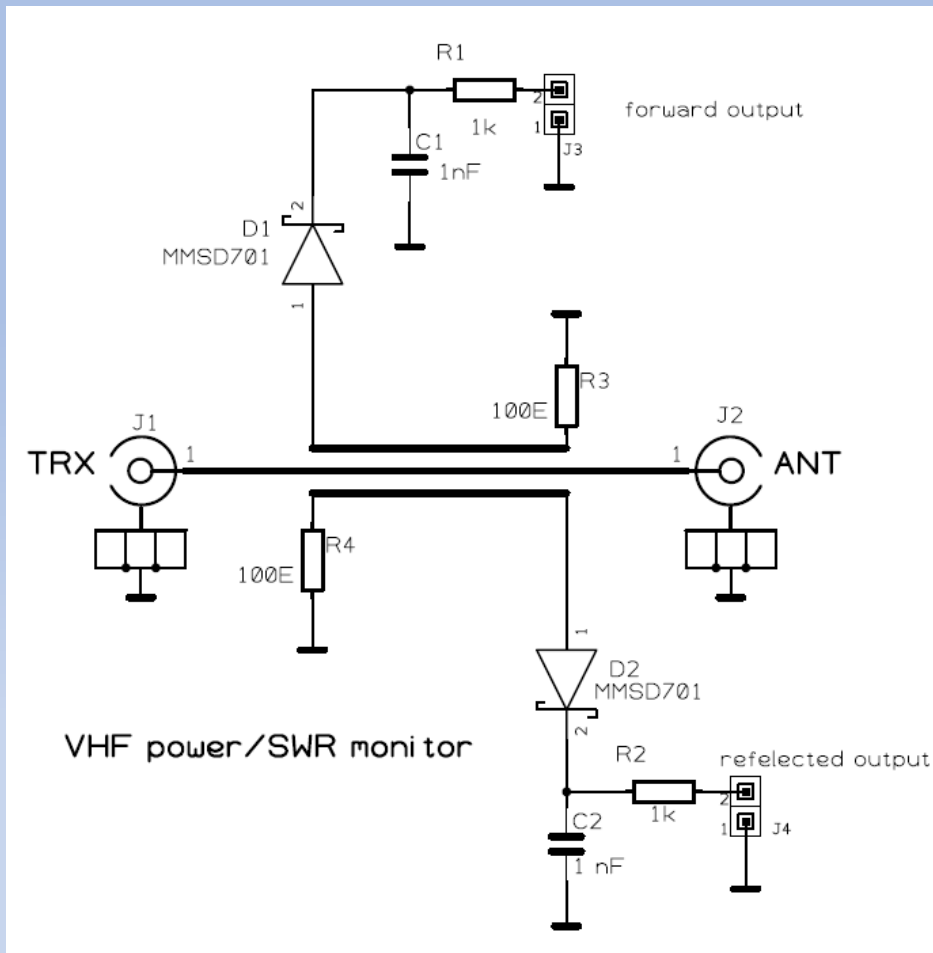 R1
2
1k
1
J3
forward output
C1
1nF
2
D1
MMSD701
1
R3
100E
J1
TRX
1
J2
1
ANT
R4
100E
1
D2
MMSD701
2
VHF power/SWR monitor
R2
refelected output
2
1k
1
J4
C2
1 nF